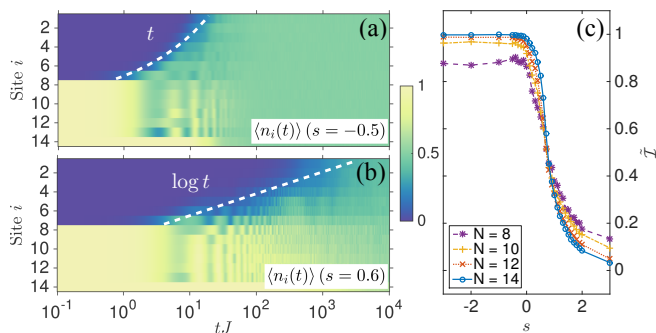 (a)
t
Site i
2
4
6
8
10
12
14
⟨n_i(t)⟩ (s = −0.5)
(b)
log t
Site i
2
4
6
8
10
12
14
⟨n_i(t)⟩ (s = 0.6)
10^-1 10^0 10^1 10^2 10^3 10^4
tJ
1
0.5
0
(c)
1
0.8
0.6
0.4
0.2
0
Ĩ
N = 8
N = 10
N = 12
N = 14
-2 0 2
s